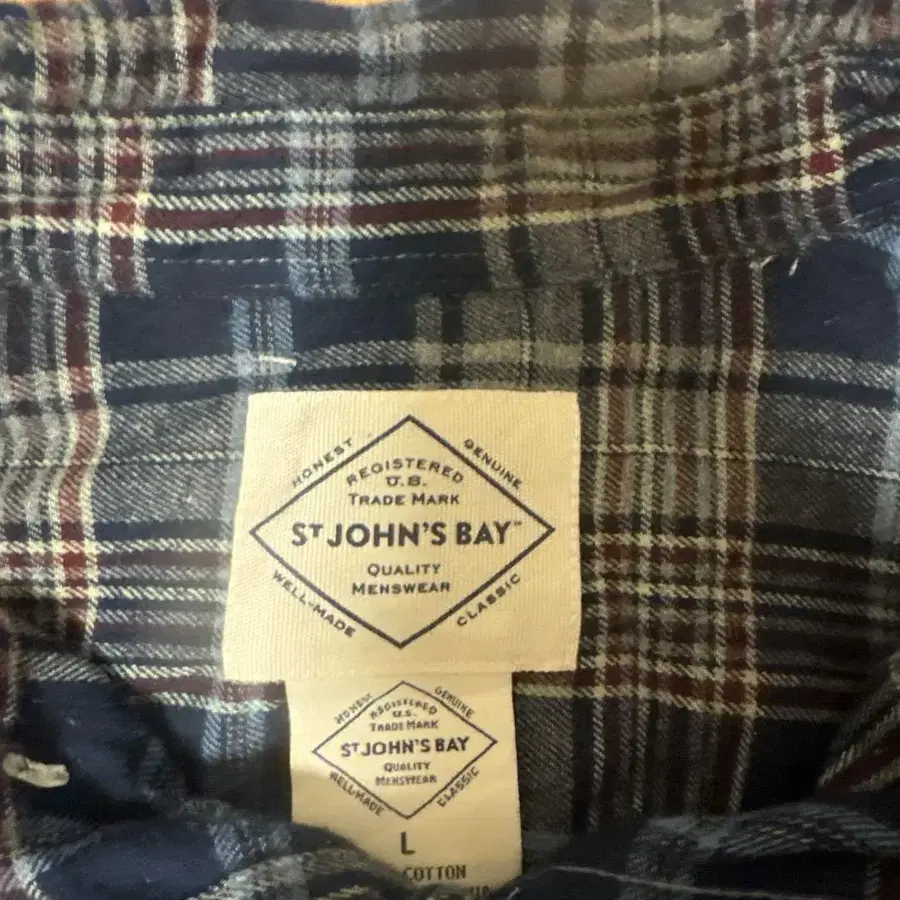 HONEST
GENUINE
REGISTERED
U.S.
TRADE MARK
ST JOHN'S BAY™
QUALITY
MENSWEAR
WELL-MADE
CLASSIC
HONEST
GENUINE
REGISTERED
U.S.
TRADE MARK
ST JOHN'S BAY
QUALITY
MENSWEAR
WELL-MADE
CLASSIC
L
COTTON